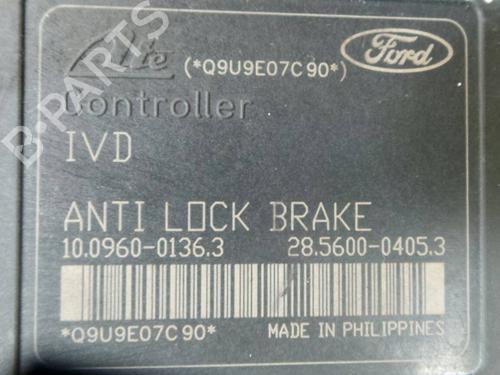 Ate (*Q9U9E07C90*) Ford
Controller
IVD
ANTI LOCK BRAKE
10.0960-0136.3 28.5600-0405.3
*Q9U9E07C90* MADE IN PHILIPPINES
B-PARTS